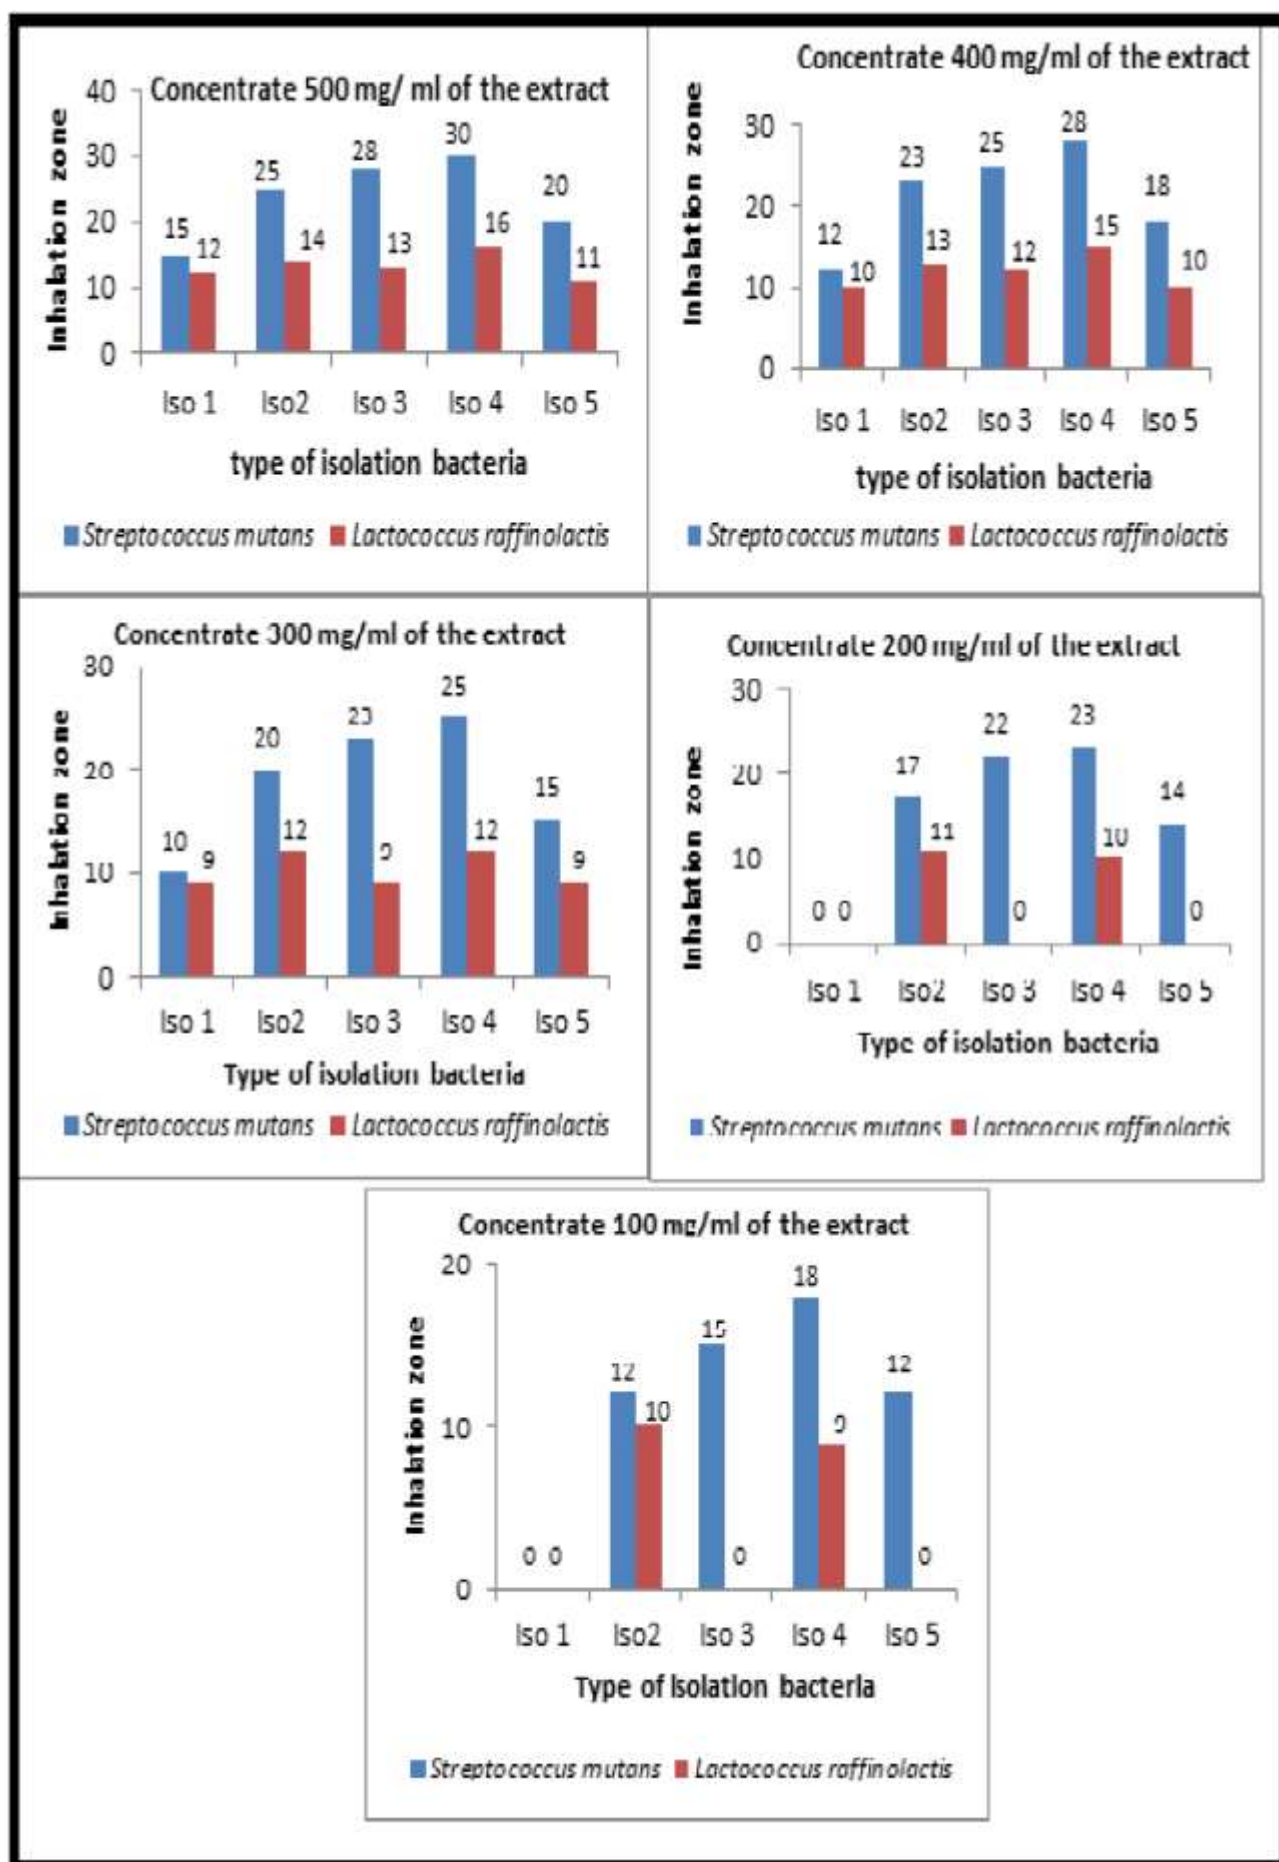 Concentrate 500 mg/ ml of the extract
Inhalation zone
40
30
20
10
0
15 12 25 14 28 13 30 16 20 11
Iso 1 Iso2 Iso 3 Iso 4 Iso 5
type of isolation bacteria
Streptococcus mutans Lactococcus raffinolactis
Concentrate 400 mg/ml of the extract
Inhalation zone
30
20
10
0
12 10 23 13 25 12 28 15 18 10
Iso 1 Iso2 Iso 3 Iso 4 Iso 5
type of isolation bacteria
Streptococcus mutans Lactococcus raffinolactis
Concentrate 300 mg/ml of the extract
Inhalation zone
30
20
10
0
10 9 20 12 23 9 25 12 15 9
Iso 1 Iso2 Iso 3 Iso 4 Iso 5
Type of isolation bacteria
Streptococcus mutans Lactococcus raffinolactis
Concentrate 200 mg/ml of the extract
Inhalation zone
30
20
10
0
0 0 17 11 22 0 23 10 14 0
Iso 1 Iso2 Iso 3 Iso 4 Iso 5
Type of isolation bacteria
Streptococcus mutans Lactococcus raffinolactis
Concentrate 100 mg/ml of the extract
Inhalation zone
20
10
0
0 0 12 10 15 0 18 9 12 0
Iso 1 Iso2 Iso 3 Iso 4 Iso 5
Type of isolation bacteria
Streptococcus mutans Lactococcus raffinolactis